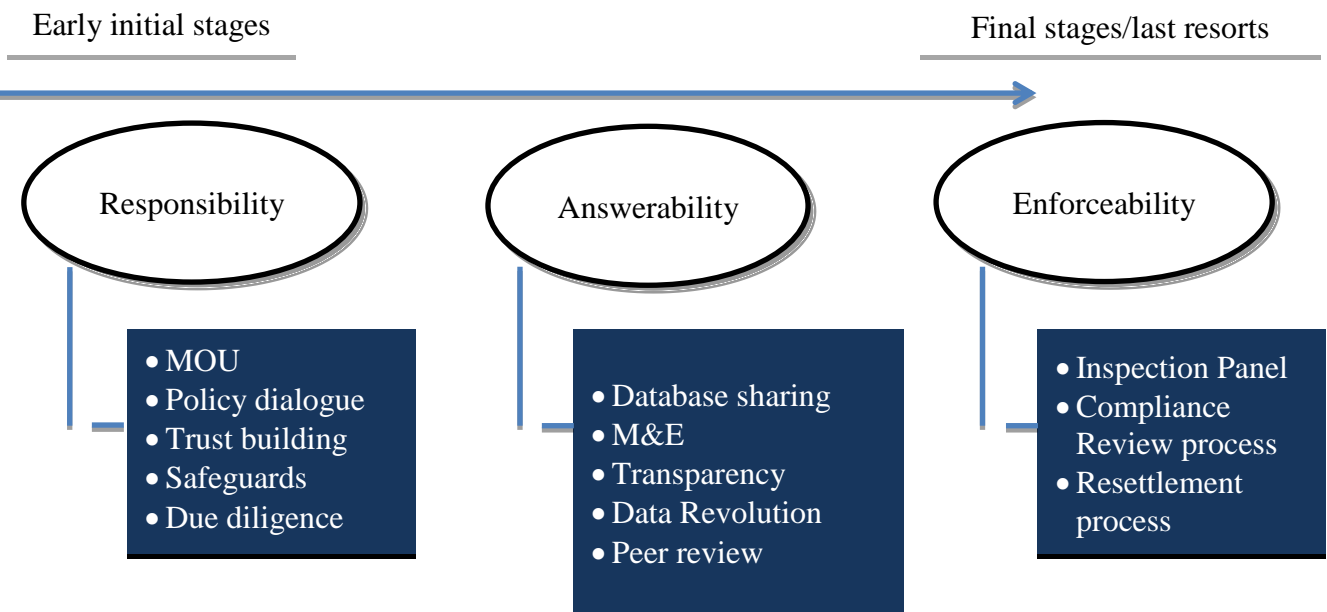 Early initial stages
Final stages/last resorts
Responsibility
Answerability
Enforceability
• MOU
• Policy dialogue
• Trust building
• Safeguards
• Due diligence
• Database sharing
• M&E
• Transparency
• Data Revolution
• Peer review
• Inspection Panel
• Compliance
Review process
• Resettlement
process